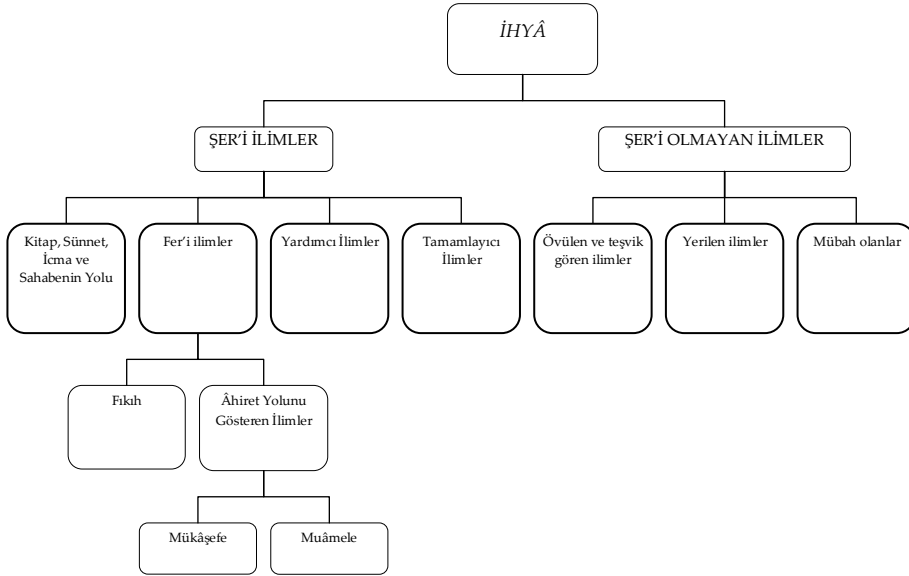 İHYÂ
ŞER'İ İLİMLER
ŞER'İ OLMAYAN İLİMLER
Kitap, Sünnet,
İcma ve
Sahabenin Yolu
Fer'i ilimler
Yardımcı İlimler
Tamamlayıcı
İlimler
Övülen ve teşvik
gören ilimler
Yerilen ilimler
Mübah olanlar
Fıkıh
Âhiret Yolunu
Gösteren İlimler
Mükâşefe
Muâmele